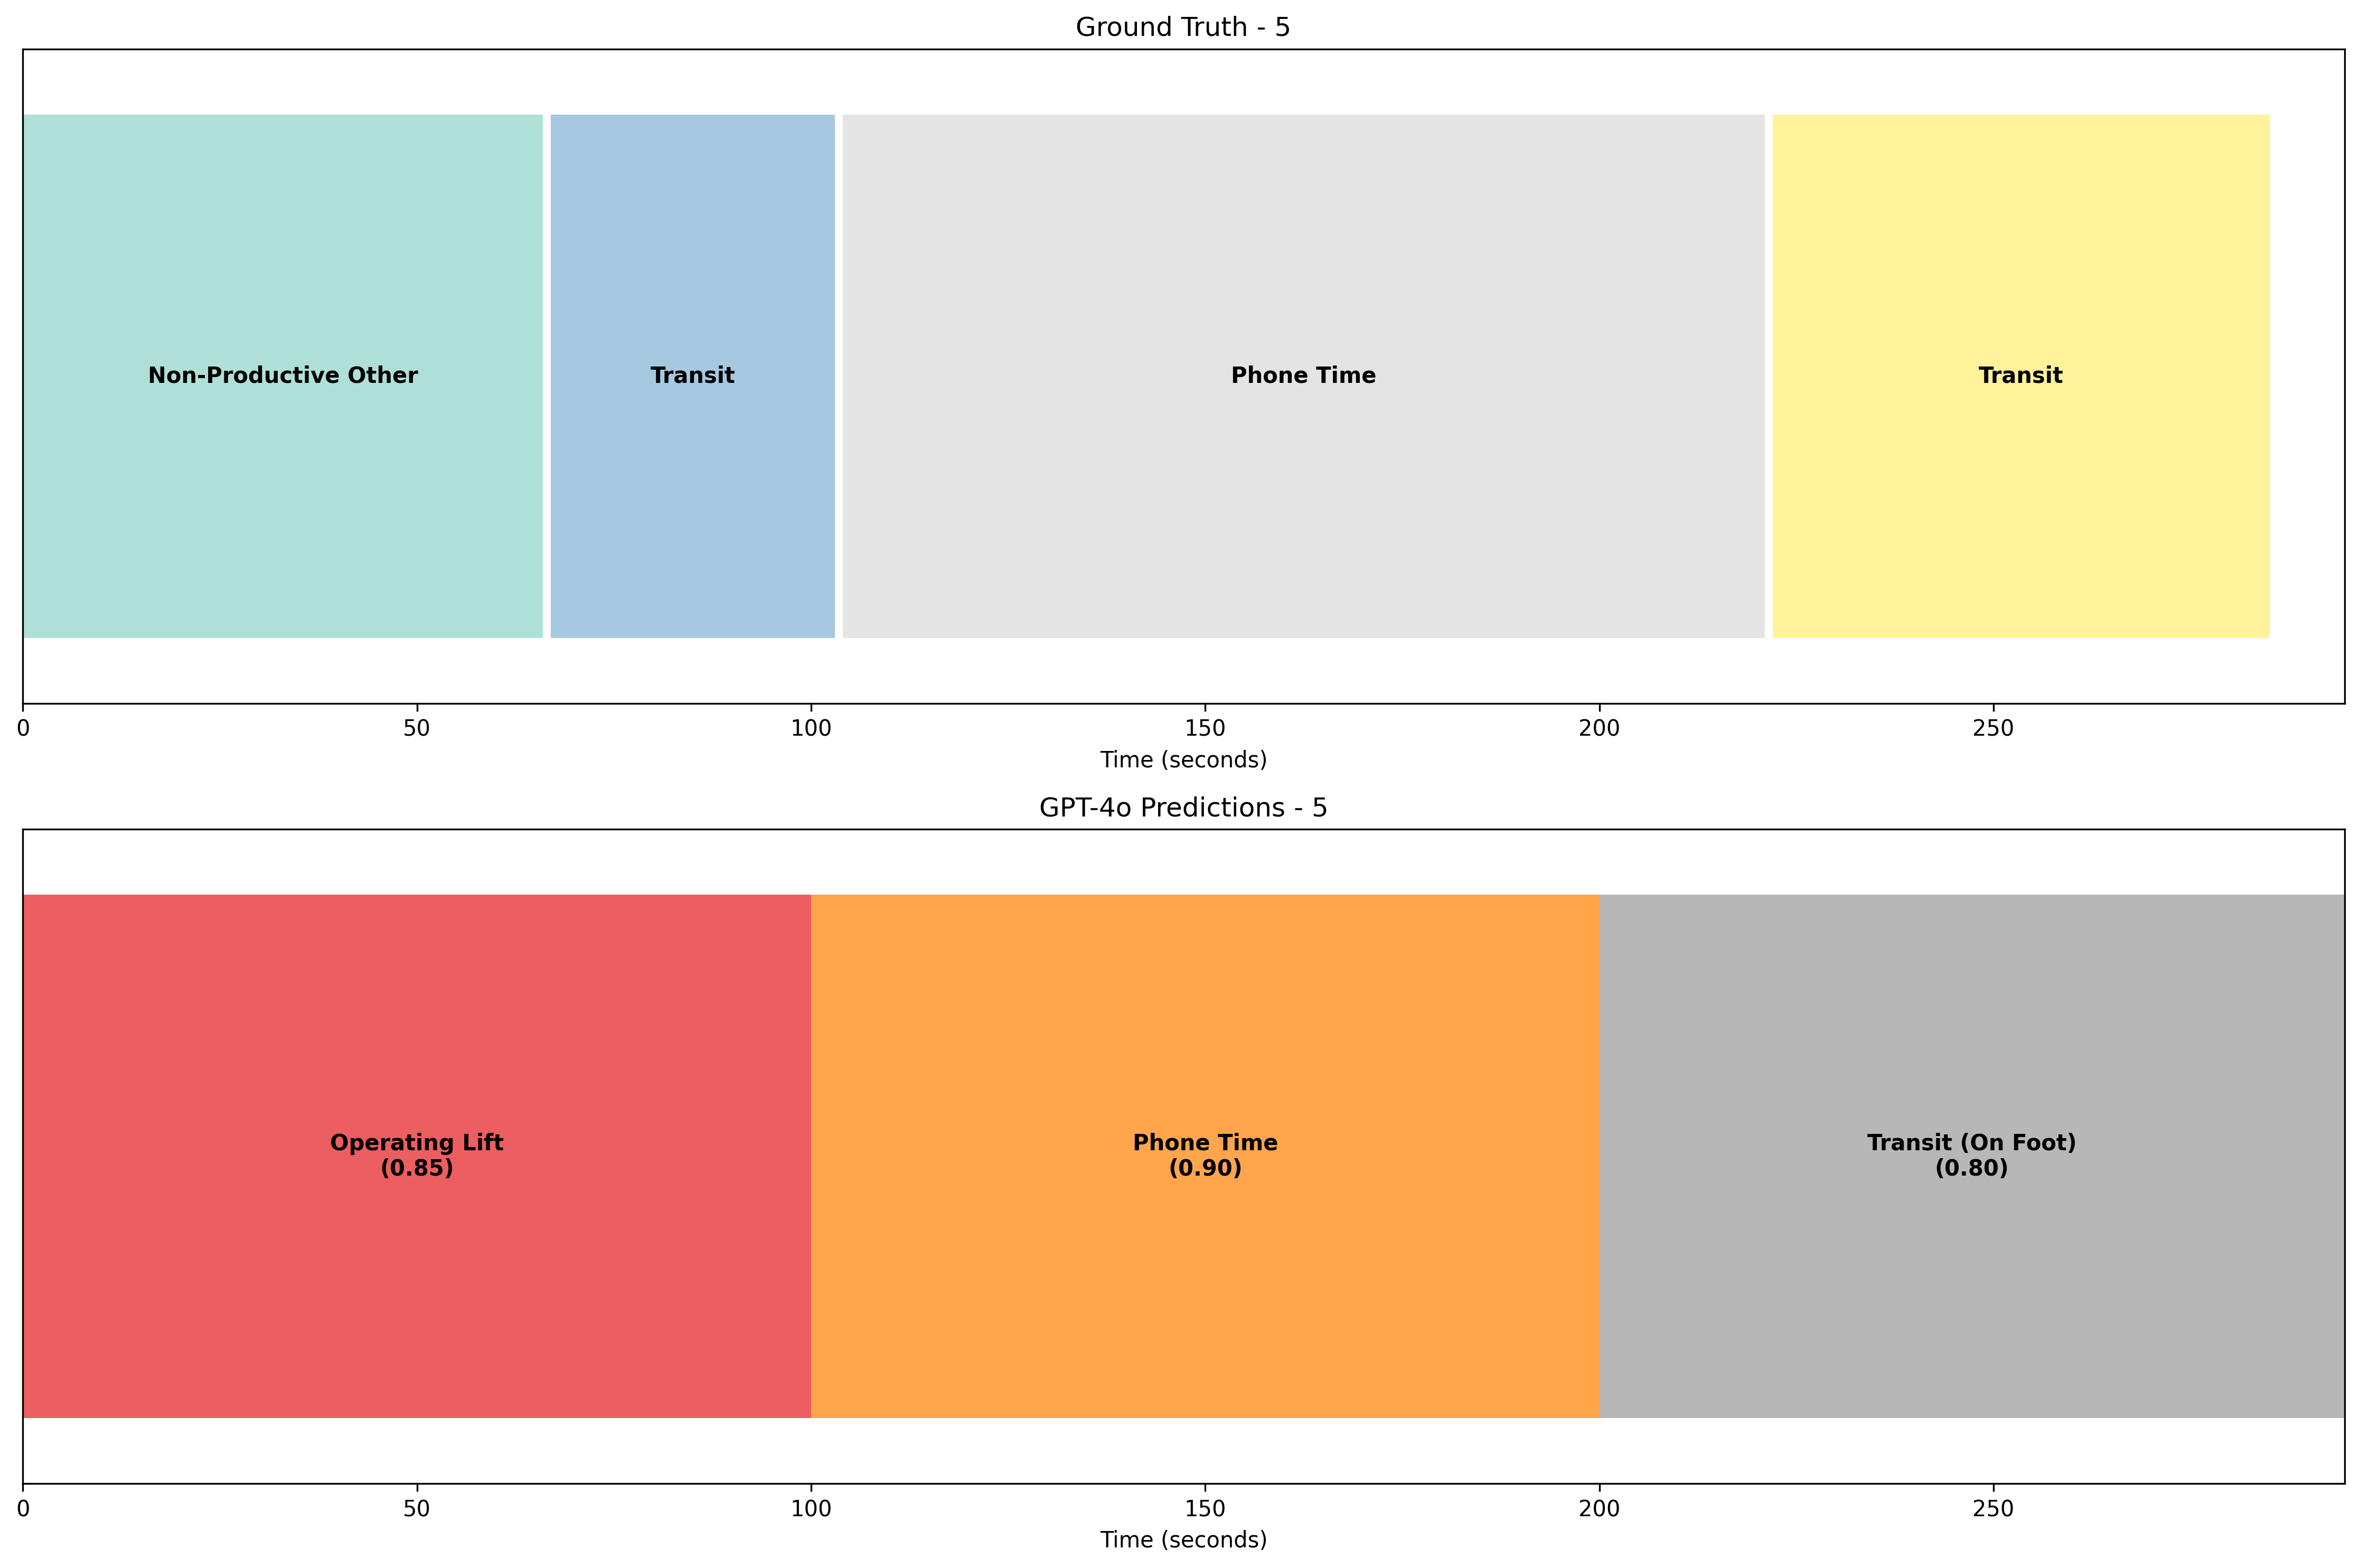 Ground Truth - 5
Non-Productive Other
Transit
Phone Time
Transit
0
50
100
150
200
250
Time (seconds)
GPT-4o Predictions - 5
Operating Lift
(0.85)
Phone Time
(0.90)
Transit (On Foot)
(0.80)
0
50
100
150
200
250
Time (seconds)